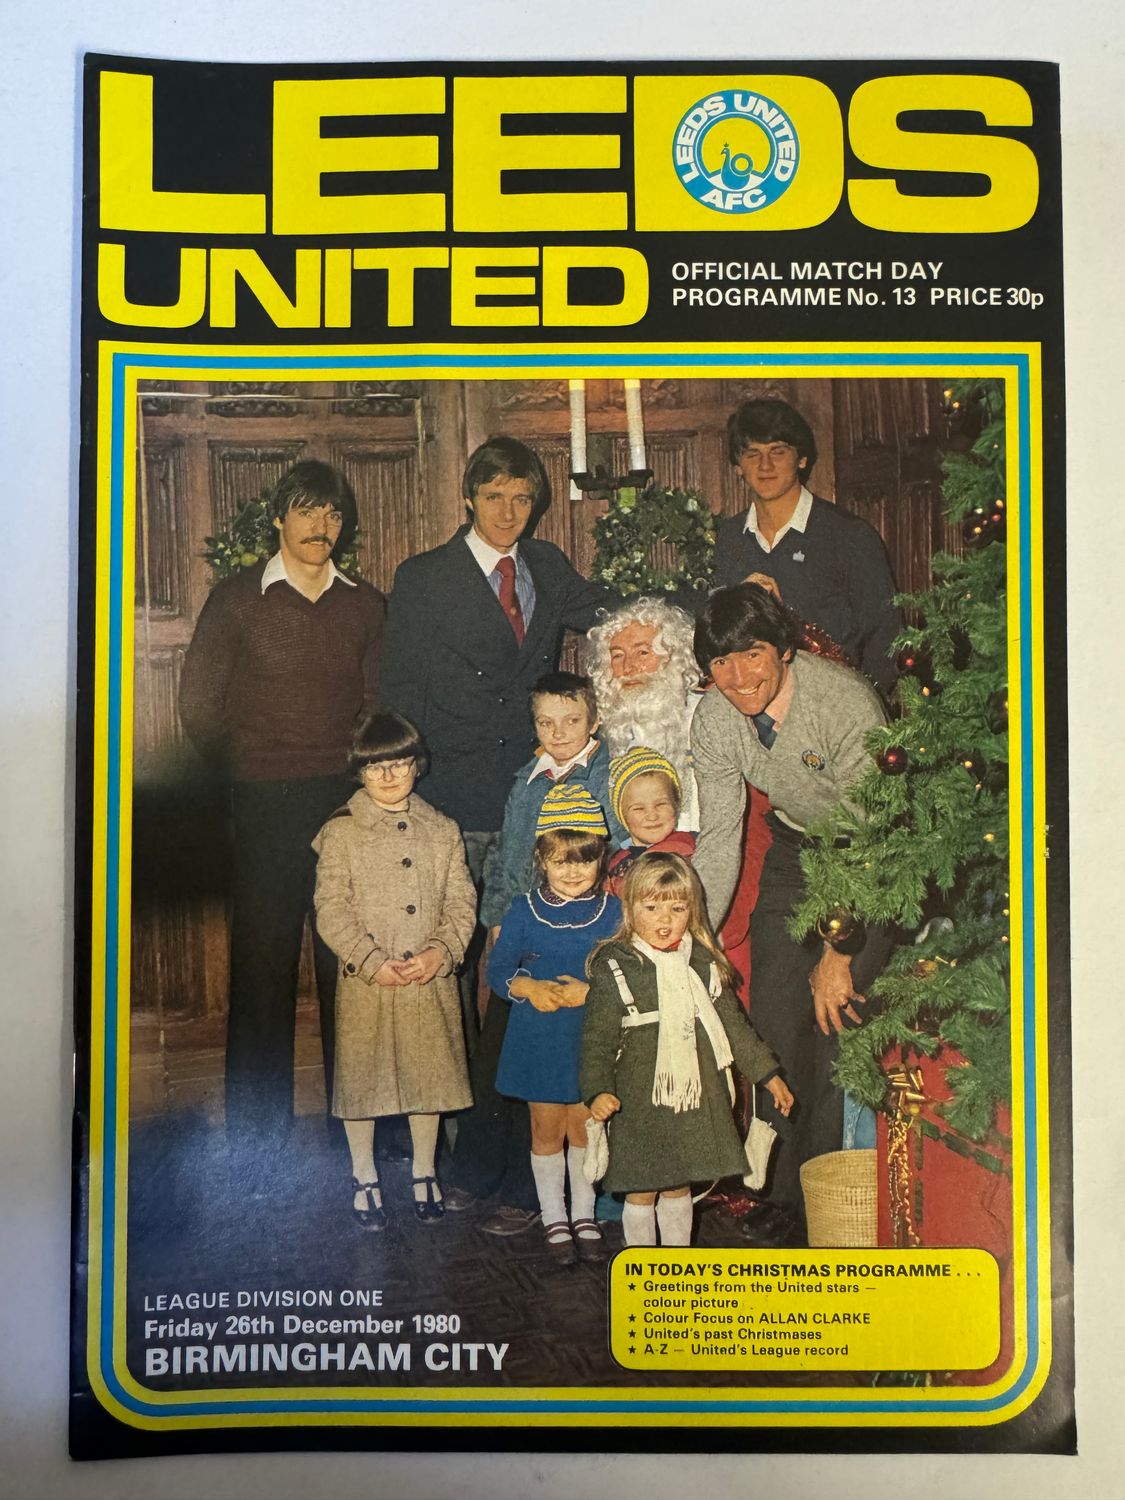 LEEDS
LEEDS UNITED
AFC
UNITED
OFFICIAL MATCH DAY
PROGRAMME No. 13 PRICE 30p
LEAGUE DIVISION ONE
Friday 26th December 1980
BIRMINGHAM CITY
IN TODAY'S CHRISTMAS PROGRAMME . . .
★ Greetings from the United stars —
colour picture
★ Colour Focus on ALLAN CLARKE
★ United's past Christmases
★ A-Z — United's League record